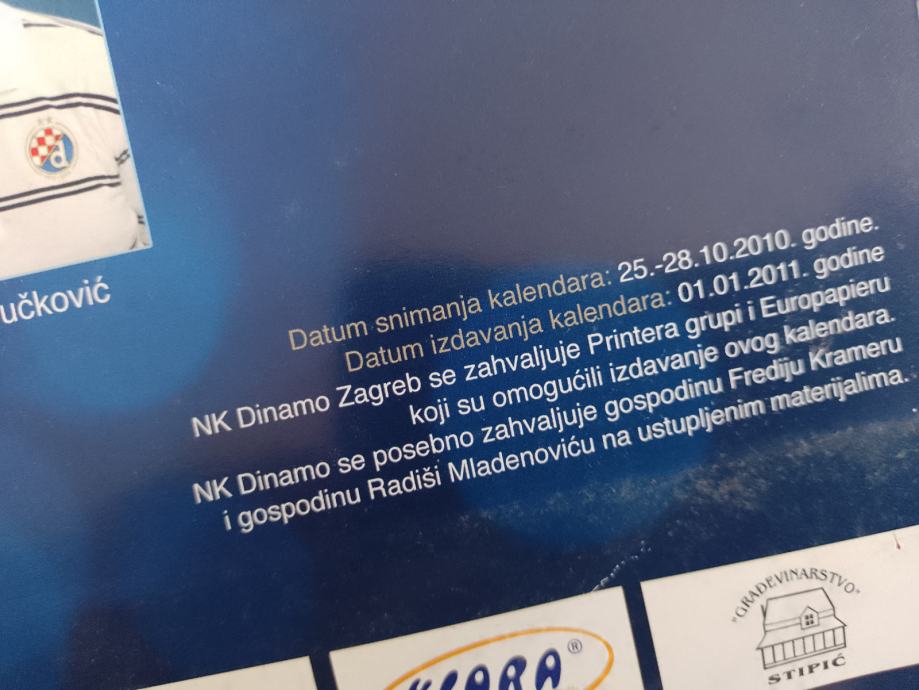 učković
Datum snimanja kalendara: 25.-28.10.2010. godine.
Datum izdavanja kalendara: 01.01.2011. godine
NK Dinamo Zagreb se zahvaljuje Printera grupi i Europapieru
koji su omogućili izdavanje ovog kalendara.
NK Dinamo se posebno zahvaljuje gospodinu Frediju Krameru
i gospodinu Radiši Mladenoviću na ustupljenim materijalima.
"GRAĐEVINARSTVO"
STIPIĆ